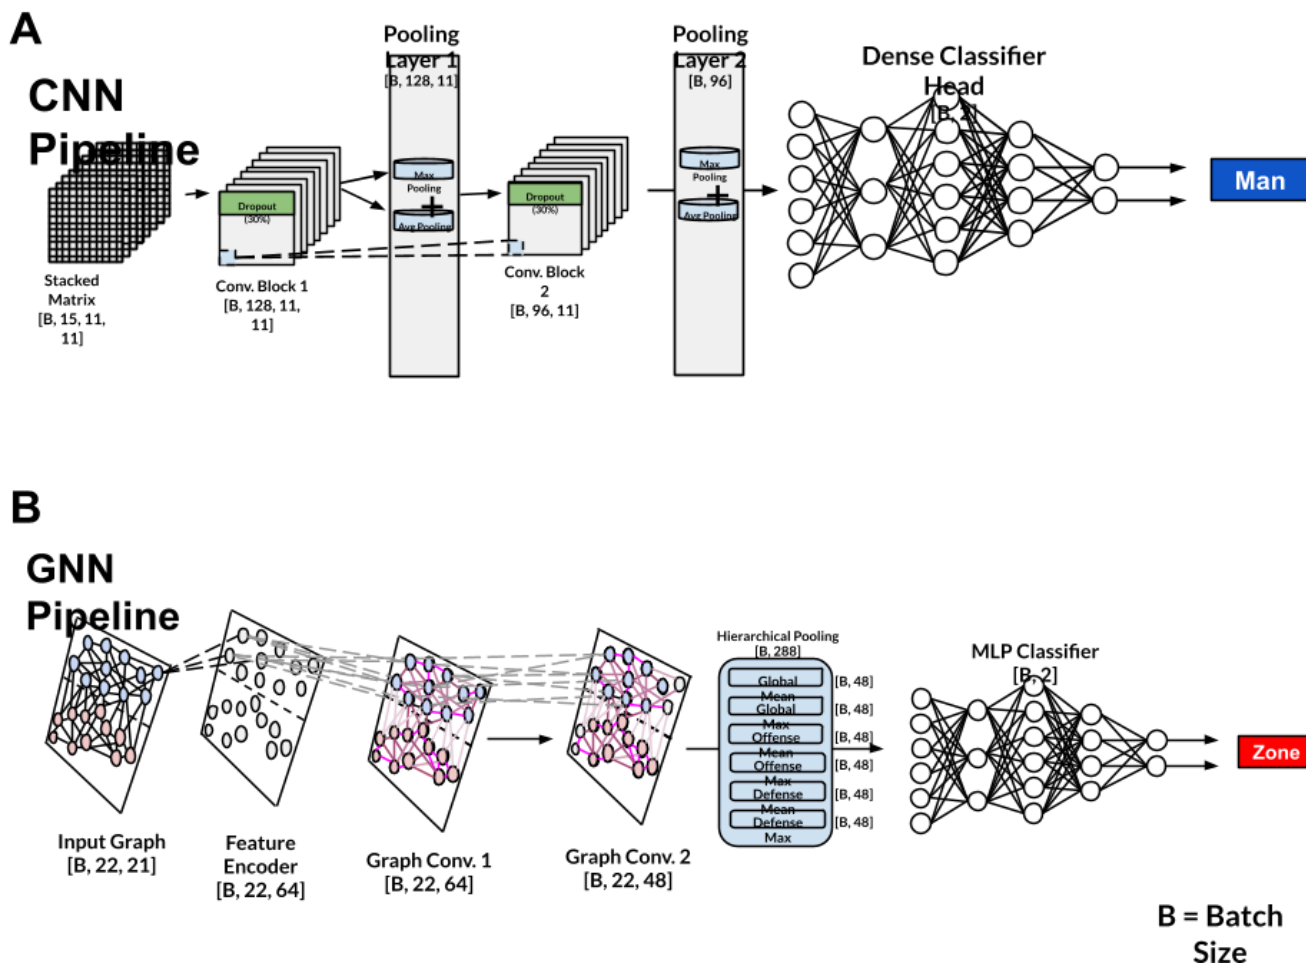 A
CNN
Pipeline
Stacked
Matrix
[B, 15, 11,
11]
Dropout
(30%)
Conv. Block 1
[B, 128, 11,
11]
Pooling
Layer 1
[B, 128, 11]
Max
Pooling
+
Avg Pooling
Dropout
(30%)
Conv. Block
2
[B, 96, 11]
Pooling
Layer 2
[B, 96]
Max
Pooling
+
Avg Pooling
Dense Classifier
Head
[B, 2]
Man
B
GNN
Pipeline
Input Graph
[B, 22, 21]
Feature
Encoder
[B, 22, 64]
Graph Conv. 1
[B, 22, 64]
Graph Conv. 2
[B, 22, 48]
Hierarchical Pooling
[B, 288]
Global
Mean
[B, 48]
Global
Max
[B, 48]
Offense
Mean
[B, 48]
Offense
Max
[B, 48]
Defense
Mean
[B, 48]
Defense
Max
[B, 48]
MLP Classifier
[B, 2]
Zone
B = Batch
Size